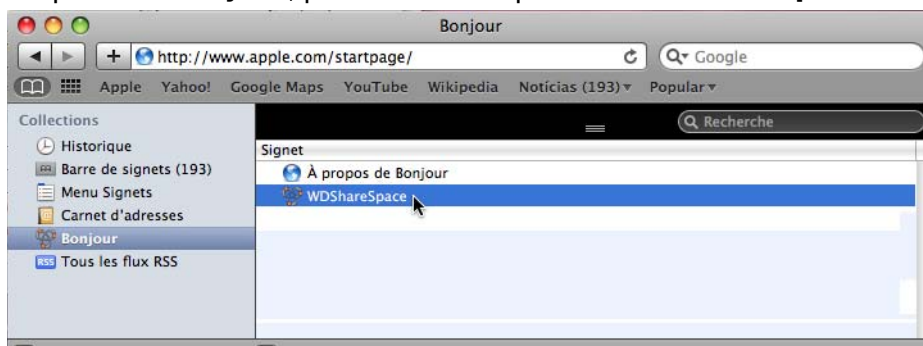 Bonjour
http://www.apple.com/startpage/ Google
Apple Yahoo! Google Maps YouTube Wikipedia Notícias (193) Popular
Collections
Recherche
Historique
Signet
Barre de signets (193)
À propos de Bonjour
Menu Signets
WDShareSpace
Carnet d'adresses
Bonjour
RSS Tous les flux RSS